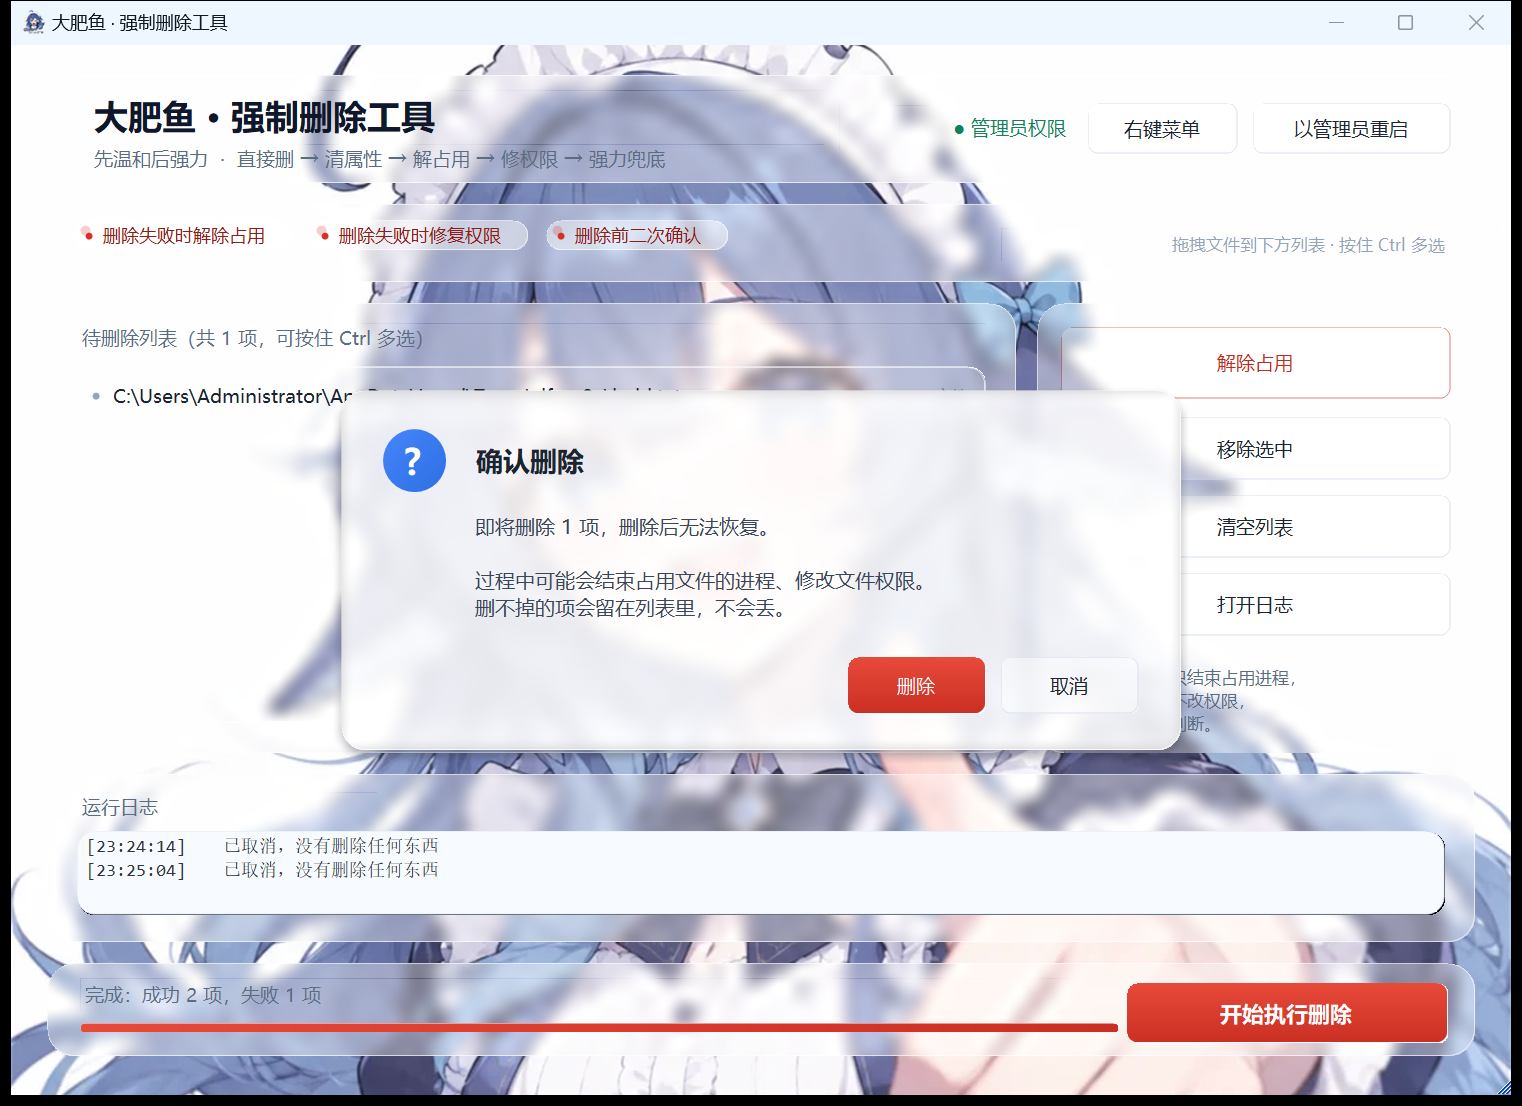 大肥鱼 · 强制删除工具
大肥鱼 · 强制删除工具
先温和后强力 · 直接删 → 清属性 → 解占用 → 修权限 → 强力兜底
管理员权限
右键菜单
以管理员重启
删除失败时解除占用
删除失败时修复权限
删除前二次确认
拖拽文件到下方列表 · 按住 Ctrl 多选
待删除列表（共 1 项，可按住 Ctrl 多选）
C:\Users\Administrator\
解除占用
移除选中
清空列表
打开日志
结束占用进程，
改权限，
断。
?
确认删除
即将删除 1 项，删除后无法恢复。
过程中可能会结束占用文件的进程、修改文件权限。
删不掉的项会留在列表里，不会丢。
删除
取消
运行日志
[23:24:14] 已取消，没有删除任何东西
[23:25:04] 已取消，没有删除任何东西
完成：成功 2 项，失败 1 项
开始执行删除